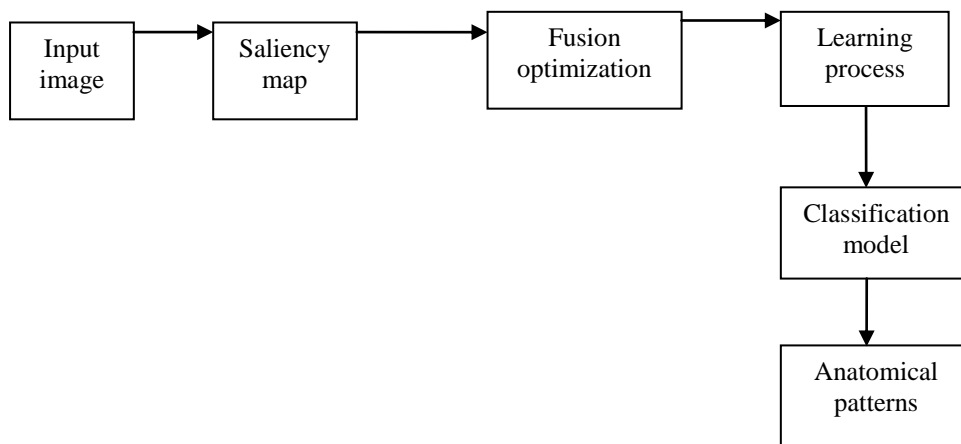 Input
image
Saliency
map
Fusion
optimization
Learning
process
Classification
model
Anatomical
patterns